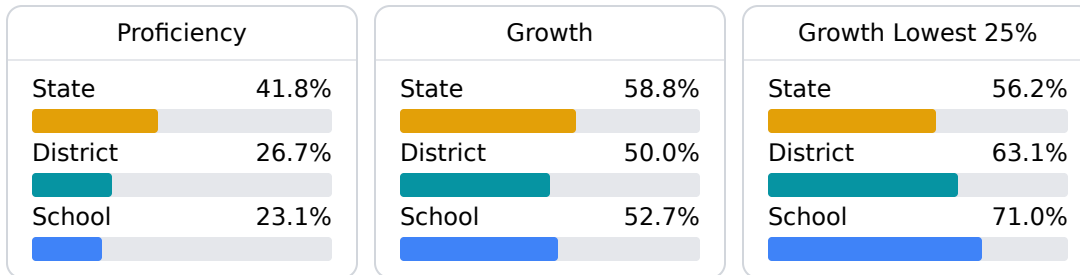 Proficiency
State 41.8%
District 26.7%
School 23.1%
Growth
State 58.8%
District 50.0%
School 52.7%
Growth Lowest 25%
State 56.2%
District 63.1%
School 71.0%